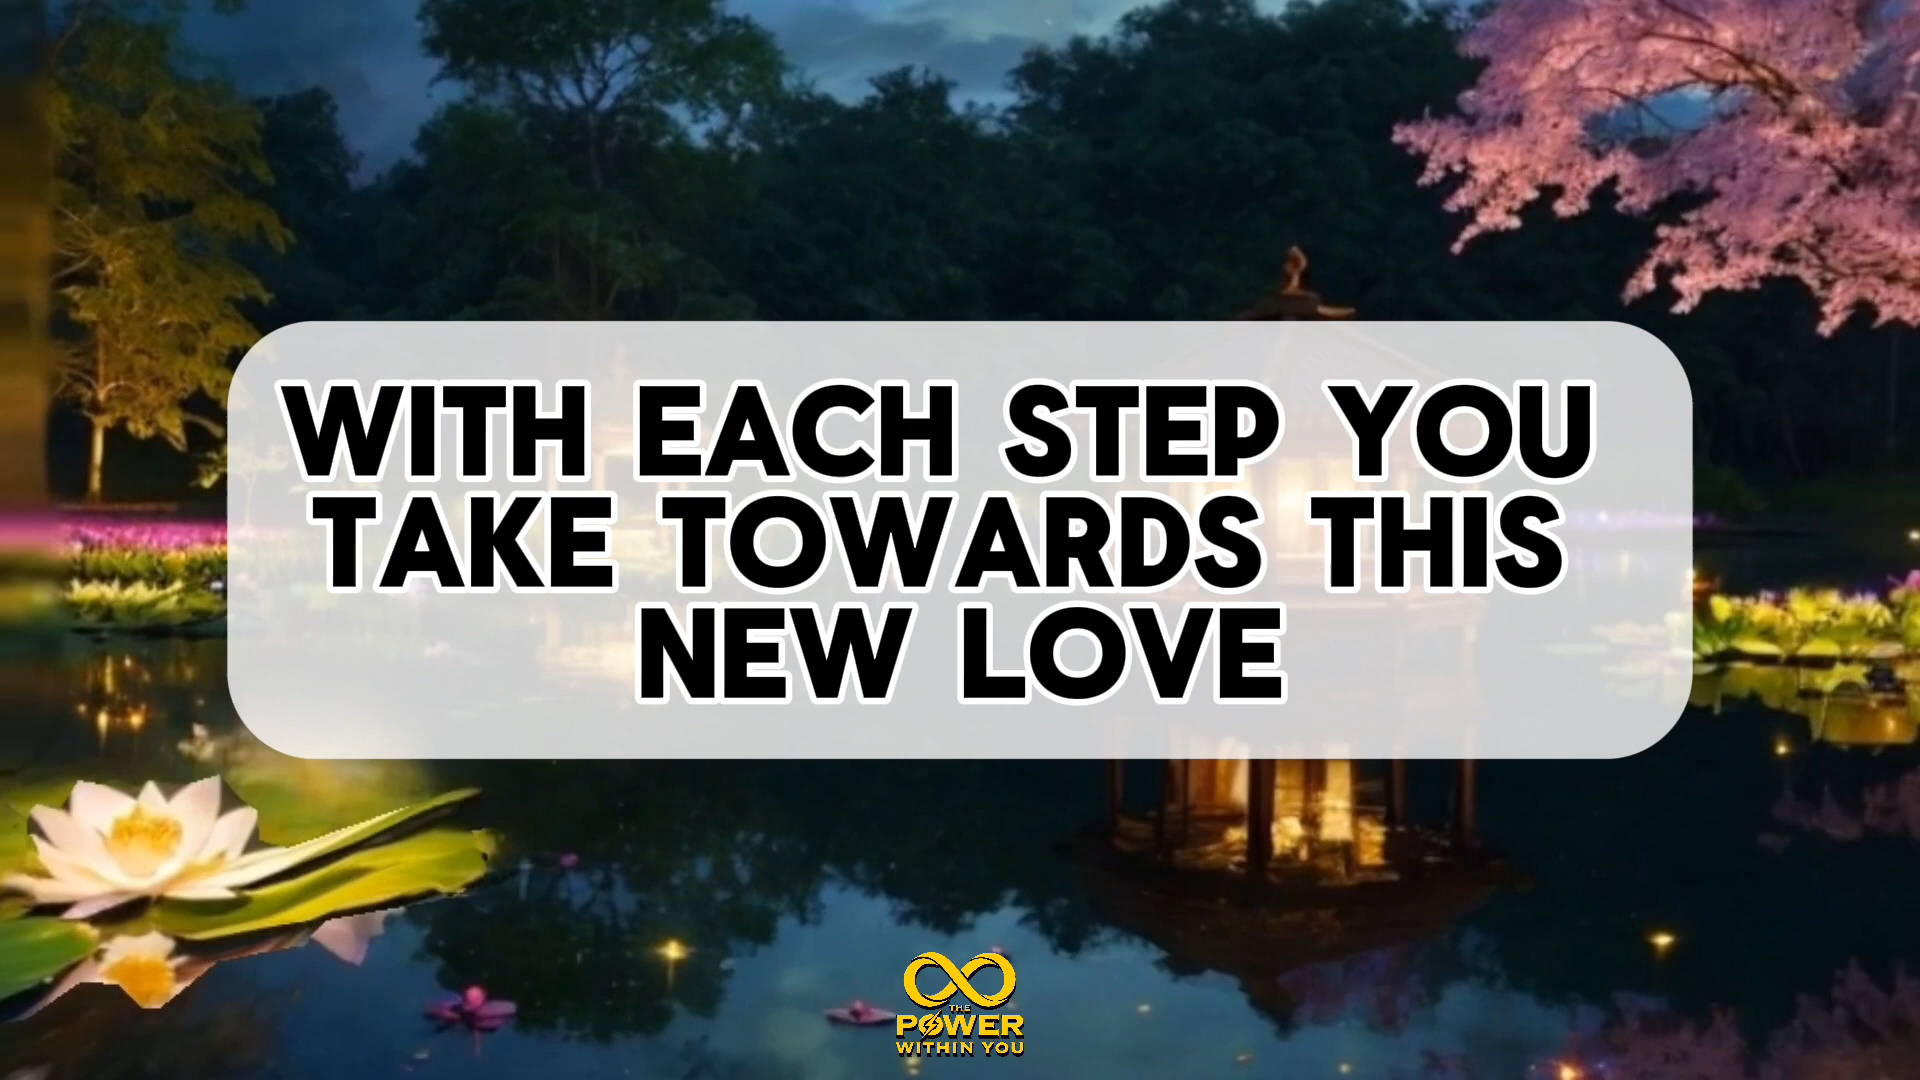 WITH EACH STEP YOU
TAKE TOWARDS THIS
NEW LOVE
THE
POWER
WITHIN YOU